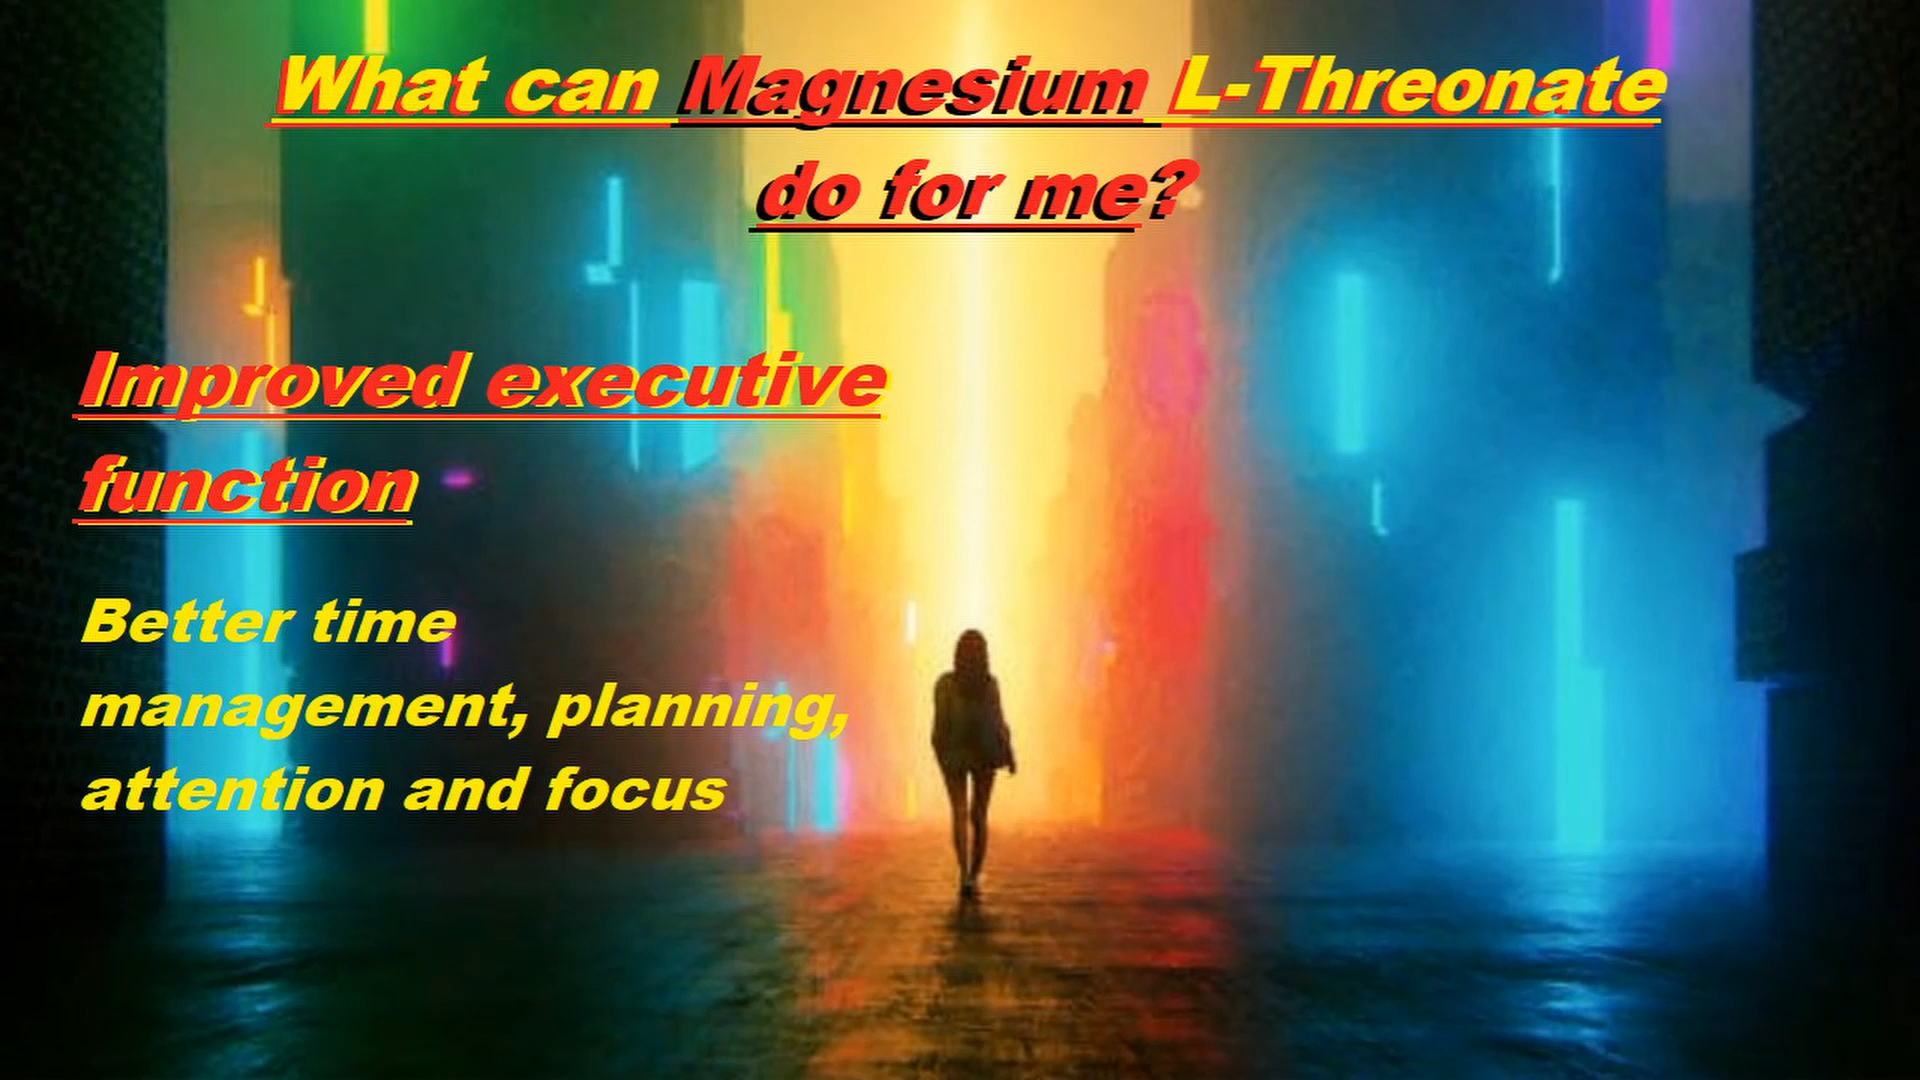 What can Magnesium L-Threonate
do for me?
Improved executive
function
Better time
management, planning,
attention and focus